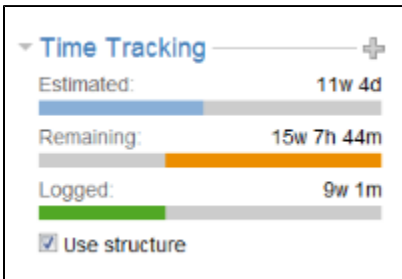 Time Tracking
Estimated: 11w 4d
Remaining: 15w 7h 44m
Logged: 9w 1m
Use structure